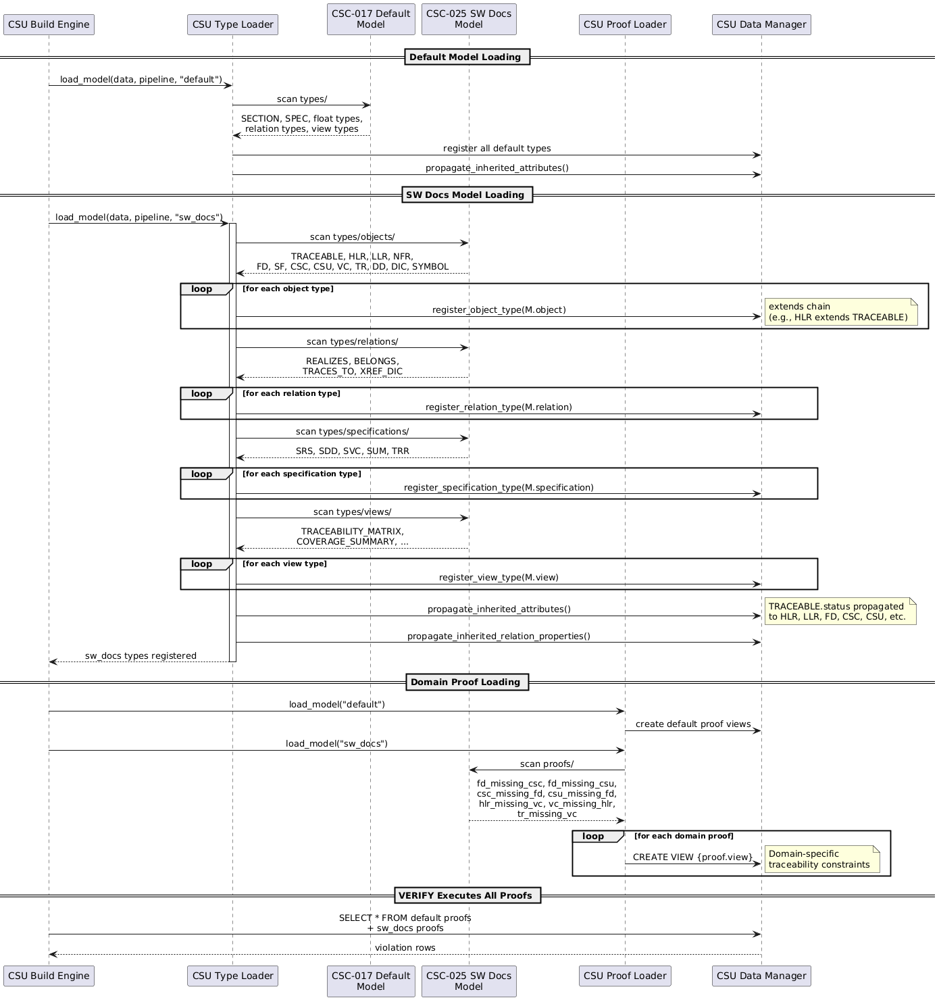 CSU Build Engine
CSU Type Loader
CSC-017 Default
Model
CSC-025 SW Docs
Model
CSU Proof Loader
CSU Data Manager
Default Model Loading
load_model(data, pipeline, "default")
scan types/
SECTION, SPEC, float types,
relation types, view types
register all default types
propagate_inherited_attributes()
SW Docs Model Loading
load_model(data, pipeline, "sw_docs")
scan types/objects/
TRACEABLE, HLR, LLR, NFR,
FD, SF, CSC, CSU, VC, TR, DD, DIC, SYMBOL
loop
[for each object type]
register_object_type(M.object)
extends chain
(e.g., HLR extends TRACEABLE)
scan types/relations/
REALIZES, BELONGS,
TRACES_TO, XREF_DIC
loop
[for each relation type]
register_relation_type(M.relation)
scan types/specifications/
SRS, SDD, SVC, SUM, TRR
loop
[for each specification type]
register_specification_type(M.specification)
scan types/views/
TRACEABILITY_MATRIX,
COVERAGE_SUMMARY, ...
loop
[for each view type]
register_view_type(M.view)
propagate_inherited_attributes()
TRACEABLE.status propagated
to HLR, LLR, FD, CSC, CSU, etc.
propagate_inherited_relation_properties()
sw_docs types registered
Domain Proof Loading
load_model("default")
create default proof views
load_model("sw_docs")
scan proofs/
fd_missing_csc, fd_missing_csu,
csc_missing_fd, csu_missing_fd,
hlr_missing_vc, vc_missing_hlr,
tr_missing_vc
loop
[for each domain proof]
CREATE VIEW {proof.view}
Domain-specific
traceability constraints
VERIFY Executes All Proofs
SELECT * FROM default proofs
+ sw_docs proofs
violation rows
CSU Build Engine
CSU Type Loader
CSC-017 Default
Model
CSC-025 SW Docs
Model
CSU Proof Loader
CSU Data Manager